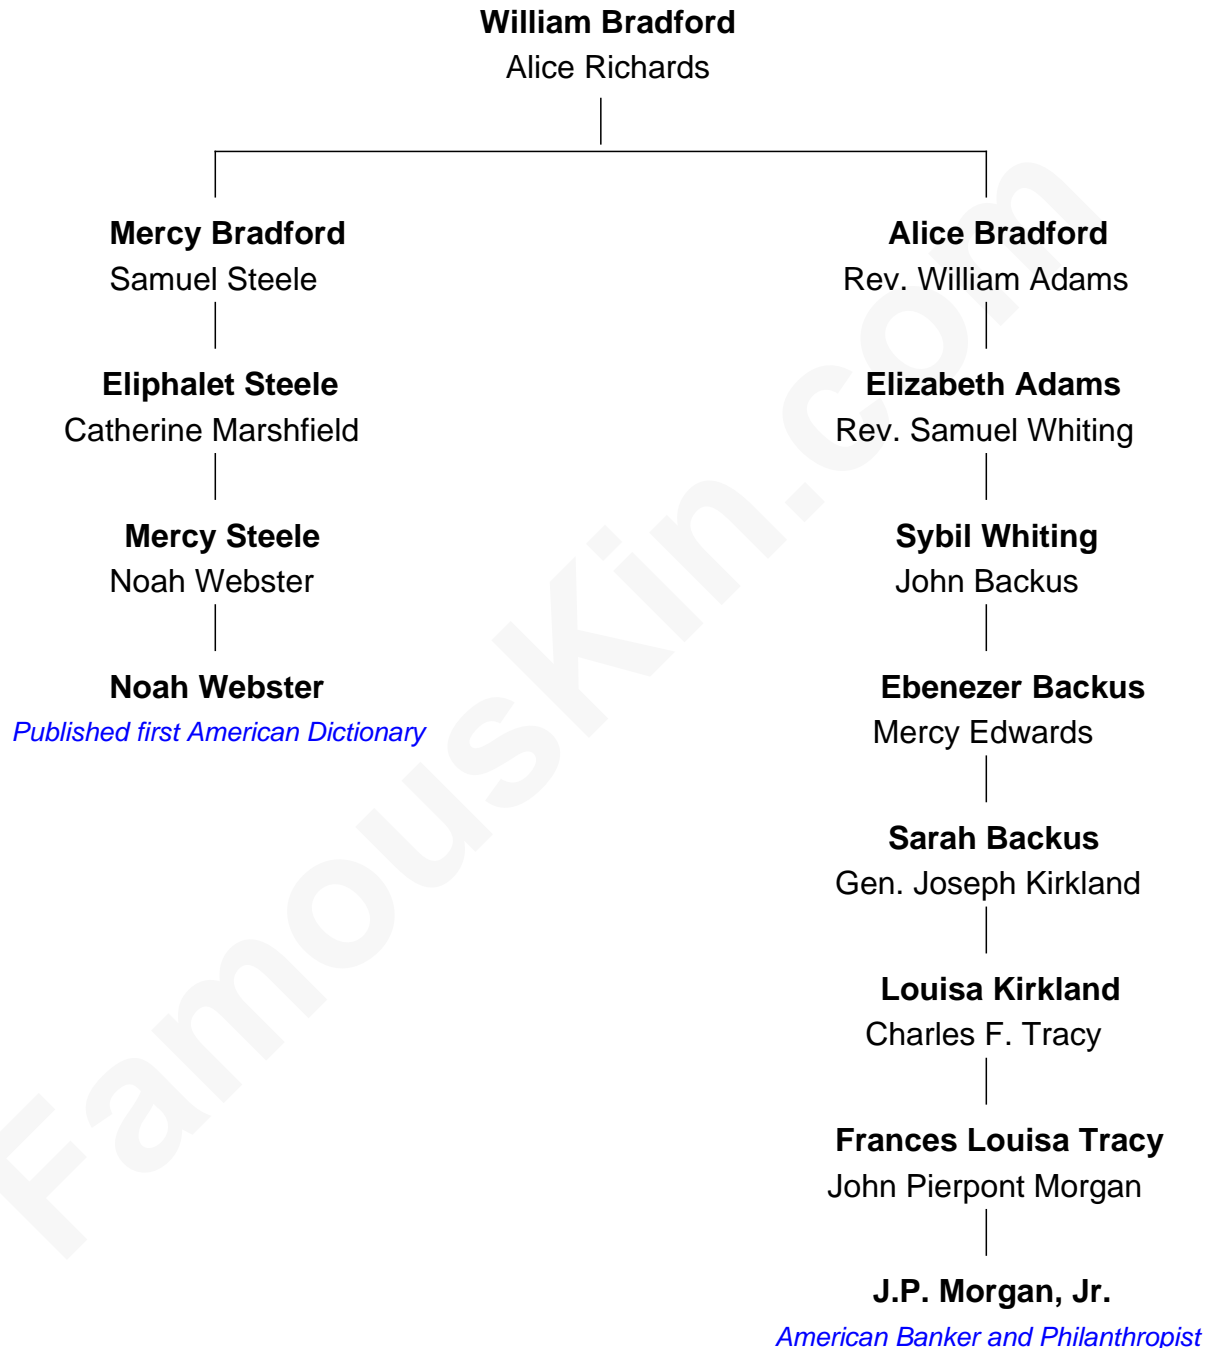 William Bradford
Alice Richards
Mercy Bradford
Samuel Steele
Eliphalet Steele
Catherine Marshfield
Mercy Steele
Noah Webster
Noah Webster
Published first American Dictionary
Alice Bradford
Rev. William Adams
Elizabeth Adams
Rev. Samuel Whiting
Sybil Whiting
John Backus
Ebenezer Backus
Mercy Edwards
Sarah Backus
Gen. Joseph Kirkland
Louisa Kirkland
Charles F. Tracy
Frances Louisa Tracy
John Pierpont Morgan
J.P. Morgan, Jr.
American Banker and Philanthropist
FamousKin.com